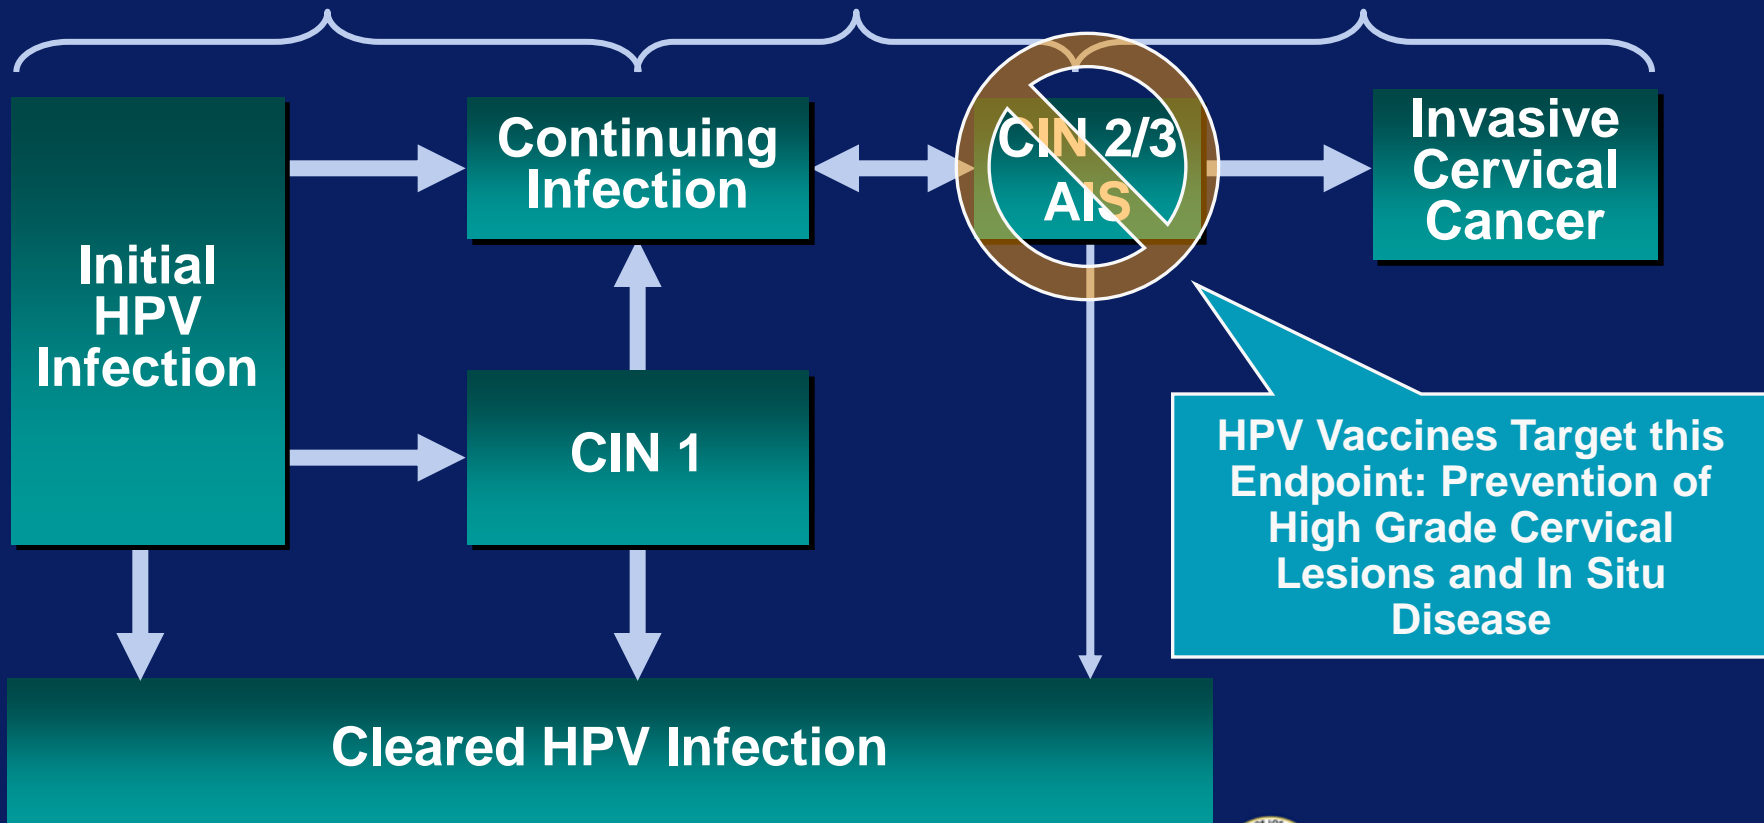 Initial
HPV
Infection
Continuing
Infection
CIN 2/3
AIS
Invasive
Cervical
Cancer
CIN 1
HPV Vaccines Target this
Endpoint: Prevention of
High Grade Cervical
Lesions and In Situ
Disease
Cleared HPV Infection